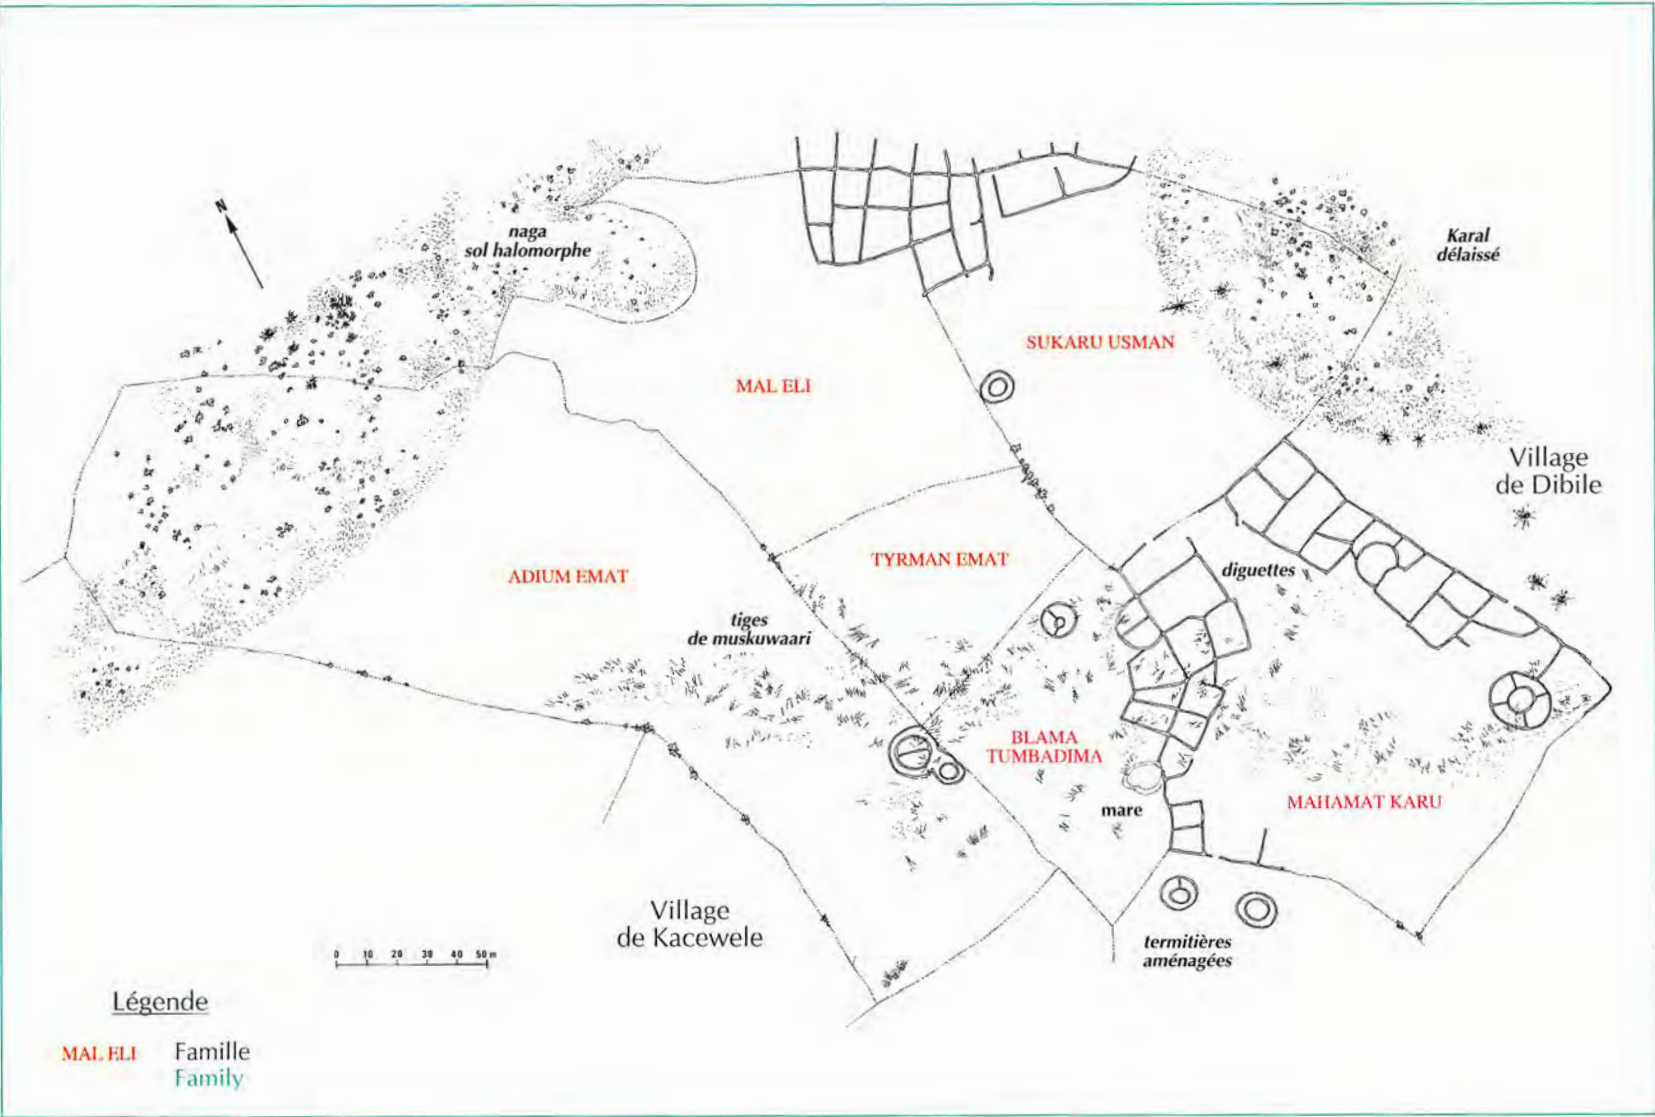 N
naga
sol halomorphe
Karal
délaissé
SUKARU USMAN
MAL ELI
Village
de Dibile
TYRMAN EMAT
diguettes
ADIUM EMAT
tiges
de muskuwaari
BLAMA
TUMBADIMA
mare
MAHAMAT KARU
Village
de Kacewele
termitières
aménagées
0 10 20 30 40 50 m
Légende
MAL ELI Famille
Family